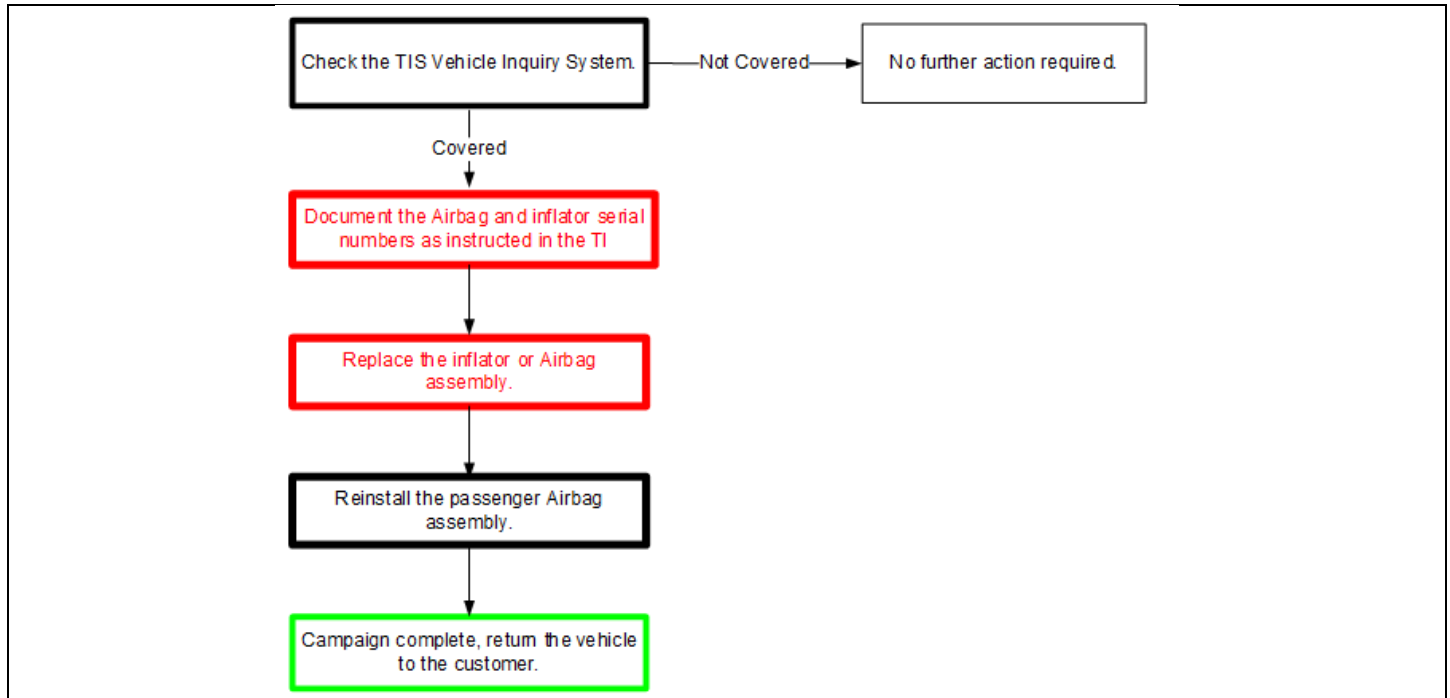 Check the TIS Vehicle Inquiry System.
Not Covered
No further action required.
Covered
Document the Airbag and inflator serial
numbers as instructed in the TI
Replace the inflator or Airbag
assembly.
Reinstall the passenger Airbag
assembly.
Campaign complete, return the vehicle
to the customer.